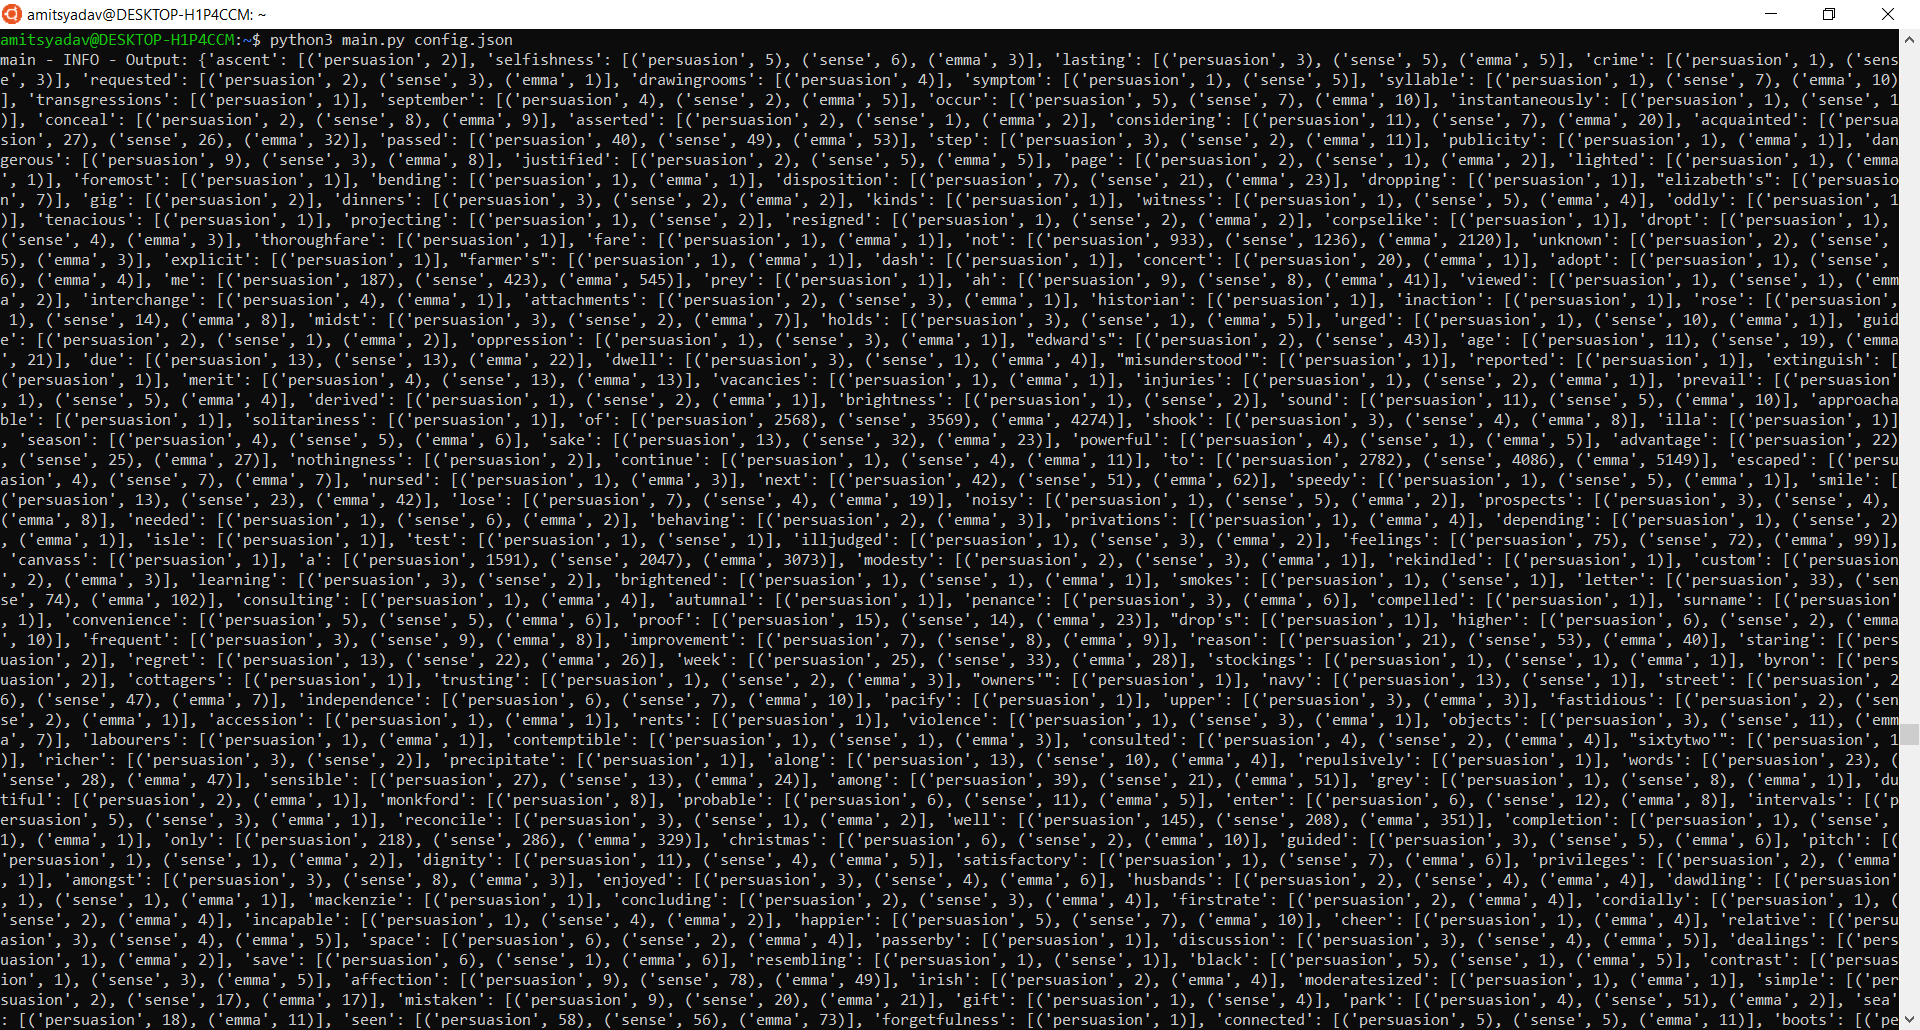 amitsyadav@DESKTOP-H1P4CCM: ~
amitsyadav@DESKTOP-H1P4CCM:~$ python3 main.py config.json
main - INFO - Output: {'ascent': [('persuasion', 2)], 'selfishness': [('persuasion', 5), ('sense', 6), ('emma', 3)], 'lasting': [('persuasion', 3), ('sense', 5), ('emma', 5)], 'crime': [('persuasion', 1), ('sens
e', 3)], 'requested': [('persuasion', 2), ('sense', 3), ('emma', 1)], 'drawingrooms': [('persuasion', 4)], 'symptom': [('persuasion', 1), ('sense', 5)], 'syllable': [('persuasion', 1), ('sense', 7), ('emma', 10)
], 'transgressions': [('persuasion', 1)], 'september': [('persuasion', 4), ('sense', 2), ('emma', 5)], 'occur': [('persuasion', 5), ('sense', 7), ('emma', 10)], 'instantaneously': [('persuasion', 1), ('sense', 1
)], 'conceal': [('persuasion', 2), ('sense', 8), ('emma', 9)], 'asserted': [('persuasion', 2), ('sense', 1), ('emma', 2)], 'considering': [('persuasion', 11), ('sense', 7), ('emma', 20)], 'acquainted': [('persua
sion', 27), ('sense', 26), ('emma', 32)], 'passed': [('persuasion', 40), ('sense', 49), ('emma', 53)], 'step': [('persuasion', 3), ('sense', 2), ('emma', 11)], 'publicity': [('persuasion', 1), ('emma', 1)], 'dan
gerous': [('persuasion', 9), ('sense', 3), ('emma', 8)], 'justified': [('persuasion', 2), ('sense', 5), ('emma', 5)], 'page': [('persuasion', 2), ('sense', 1), ('emma', 2)], 'lighted': [('persuasion', 1), ('emma
', 1)], 'foremost': [('persuasion', 1)], 'bending': [('persuasion', 1), ('emma', 1)], 'disposition': [('persuasion', 7), ('sense', 21), ('emma', 23)], 'dropping': [('persuasion', 1)], "elizabeth's": [('persuasio
n', 7)], 'gig': [('persuasion', 2)], 'dinners': [('persuasion', 3), ('sense', 2), ('emma', 2)], 'kinds': [('persuasion', 1)], 'witness': [('persuasion', 1), ('sense', 5), ('emma', 4)], 'oddly': [('persuasion', 1
)], 'tenacious': [('persuasion', 1)], 'projecting': [('persuasion', 1), ('sense', 2)], 'resigned': [('persuasion', 1), ('sense', 2), ('emma', 2)], 'corpselike': [('persuasion', 1)], 'dropt': [('persuasion', 1),
('sense', 4), ('emma', 3)], 'thoroughfare': [('persuasion', 1)], 'fare': [('persuasion', 1), ('emma', 1)], 'not': [('persuasion', 933), ('sense', 1236), ('emma', 2120)], 'unknown': [('persuasion', 2), ('sense',
5), ('emma', 3)], 'explicit': [('persuasion', 1)], "farmer's": [('persuasion', 1), ('emma', 1)], 'dash': [('persuasion', 1)], 'concert': [('persuasion', 20), ('emma', 1)], 'adopt': [('persuasion', 1), ('sense',
6), ('emma', 4)], 'me': [('persuasion', 187), ('sense', 423), ('emma', 545)], 'prey': [('persuasion', 1)], 'ah': [('persuasion', 9), ('sense', 8), ('emma', 41)], 'viewed': [('persuasion', 1), ('sense', 1), ('emm
a', 2)], 'interchange': [('persuasion', 4), ('emma', 1)], 'attachments': [('persuasion', 2), ('sense', 3), ('emma', 1)], 'historian': [('persuasion', 1)], 'inaction': [('persuasion', 1)], 'rose': [('persuasion',
 1), ('sense', 14), ('emma', 8)], 'midst': [('persuasion', 3), ('sense', 2), ('emma', 7)], 'holds': [('persuasion', 3), ('sense', 1), ('emma', 5)], 'urged': [('persuasion', 1), ('sense', 10), ('emma', 1)], 'guid
e': [('persuasion', 2), ('sense', 1), ('emma', 2)], 'oppression': [('persuasion', 1), ('sense', 3), ('emma', 1)], "edward's": [('persuasion', 2), ('sense', 43)], 'age': [('persuasion', 11), ('sense', 19), ('emma
', 21)], 'due': [('persuasion', 13), ('sense', 13), ('emma', 22)], 'dwell': [('persuasion', 3), ('sense', 1), ('emma', 4)], "misunderstood'": [('persuasion', 1)], 'reported': [('persuasion', 1)], 'extinguish': [
('persuasion', 1)], 'merit': [('persuasion', 4), ('sense', 13), ('emma', 13)], 'vacancies': [('persuasion', 1), ('emma', 1)], 'injuries': [('persuasion', 1), ('sense', 2), ('emma', 1)], 'prevail': [('persuasion'
, 1), ('sense', 5), ('emma', 4)], 'derived': [('persuasion', 1), ('sense', 2), ('emma', 1)], 'brightness': [('persuasion', 1), ('sense', 2)], 'sound': [('persuasion', 11), ('sense', 5), ('emma', 10)], 'approacha
ble': [('persuasion', 1)], 'solitariness': [('persuasion', 1)], 'of': [('persuasion', 2568), ('sense', 3569), ('emma', 4274)], 'shook': [('persuasion', 3), ('sense', 4), ('emma', 8)], 'illa': [('persuasion', 1)]
, 'season': [('persuasion', 4), ('sense', 5), ('emma', 6)], 'sake': [('persuasion', 13), ('sense', 32), ('emma', 23)], 'powerful': [('persuasion', 4), ('sense', 1), ('emma', 5)], 'advantage': [('persuasion', 22)
, ('sense', 25), ('emma', 27)], 'nothingness': [('persuasion', 2)], 'continue': [('persuasion', 1), ('sense', 4), ('emma', 11)], 'to': [('persuasion', 2782), ('sense', 4086), ('emma', 5149)], 'escaped': [('persu
asion', 4), ('sense', 7), ('emma', 7)], 'nursed': [('persuasion', 1), ('emma', 3)], 'next': [('persuasion', 42), ('sense', 51), ('emma', 62)], 'speedy': [('persuasion', 1), ('sense', 5), ('emma', 1)], 'smile': [
('persuasion', 13), ('sense', 23), ('emma', 42)], 'lose': [('persuasion', 7), ('sense', 4), ('emma', 19)], 'noisy': [('persuasion', 1), ('sense', 5), ('emma', 2)], 'prospects': [('persuasion', 3), ('sense', 4),
('emma', 8)], 'needed': [('persuasion', 1), ('sense', 6), ('emma', 2)], 'behaving': [('persuasion', 2), ('emma', 3)], 'privations': [('persuasion', 1), ('emma', 4)], 'depending': [('persuasion', 1), ('sense', 2)
, ('emma', 1)], 'isle': [('persuasion', 1)], 'test': [('persuasion', 1), ('sense', 1)], 'illjudged': [('persuasion', 1), ('sense', 3), ('emma', 2)], 'feelings': [('persuasion', 75), ('sense', 72), ('emma', 99)],
 'canvass': [('persuasion', 1)], 'a': [('persuasion', 1591), ('sense', 2047), ('emma', 3073)], 'modesty': [('persuasion', 2), ('sense', 3), ('emma', 1)], 'rekindled': [('persuasion', 1)], 'custom': [('persuasion
', 2), ('emma', 3)], 'learning': [('persuasion', 3), ('sense', 2)], 'brightened': [('persuasion', 1), ('sense', 1), ('emma', 1)], 'smokes': [('persuasion', 1), ('sense', 1)], 'letter': [('persuasion', 33), ('sen
se', 74), ('emma', 102)], 'consulting': [('persuasion', 1), ('emma', 4)], 'autumnal': [('persuasion', 1)], 'penance': [('persuasion', 3), ('emma', 6)], 'compelled': [('persuasion', 1)], 'surname': [('persuasion'
, 1)], 'convenience': [('persuasion', 5), ('sense', 5), ('emma', 6)], 'proof': [('persuasion', 15), ('sense', 14), ('emma', 23)], "drop's": [('persuasion', 1)], 'higher': [('persuasion', 6), ('sense', 2), ('emma
', 10)], 'frequent': [('persuasion', 3), ('sense', 9), ('emma', 8)], 'improvement': [('persuasion', 7), ('sense', 8), ('emma', 9)], 'reason': [('persuasion', 21), ('sense', 53), ('emma', 40)], 'staring': [('pers
uasion', 2)], 'regret': [('persuasion', 13), ('sense', 22), ('emma', 26)], 'week': [('persuasion', 25), ('sense', 33), ('emma', 28)], 'stockings': [('persuasion', 1), ('sense', 1), ('emma', 1)], 'byron': [('pers
uasion', 2)], 'cottagers': [('persuasion', 1)], 'trusting': [('persuasion', 1), ('sense', 2), ('emma', 3)], "owners'": [('persuasion', 1)], 'navy': [('persuasion', 13), ('sense', 1)], 'street': [('persuasion', 2
6), ('sense', 47), ('emma', 7)], 'independence': [('persuasion', 6), ('sense', 7), ('emma', 10)], 'pacify': [('persuasion', 1)], 'upper': [('persuasion', 3), ('emma', 3)], 'fastidious': [('persuasion', 2), ('sen
se', 2), ('emma', 1)], 'accession': [('persuasion', 1), ('emma', 1)], 'rents': [('persuasion', 1)], 'violence': [('persuasion', 1), ('sense', 3), ('emma', 1)], 'objects': [('persuasion', 3), ('sense', 11), ('emm
a', 7)], 'labourers': [('persuasion', 1), ('emma', 1)], 'contemptible': [('persuasion', 1), ('sense', 1), ('emma', 3)], 'consulted': [('persuasion', 4), ('sense', 2), ('emma', 4)], "sixtytwo'": [('persuasion', 1
)], 'richer': [('persuasion', 3), ('sense', 2)], 'precipitate': [('persuasion', 1)], 'along': [('persuasion', 13), ('sense', 10), ('emma', 4)], 'repulsively': [('persuasion', 1)], 'words': [('persuasion', 23), (
'sense', 28), ('emma', 47)], 'sensible': [('persuasion', 27), ('sense', 13), ('emma', 24)], 'among': [('persuasion', 39), ('sense', 21), ('emma', 51)], 'grey': [('persuasion', 1), ('sense', 8), ('emma', 1)], 'du
tiful': [('persuasion', 2), ('emma', 1)], 'monkford': [('persuasion', 8)], 'probable': [('persuasion', 6), ('sense', 11), ('emma', 5)], 'enter': [('persuasion', 6), ('sense', 12), ('emma', 8)], 'intervals': [('p
ersuasion', 5), ('sense', 3), ('emma', 1)], 'reconcile': [('persuasion', 3), ('sense', 1), ('emma', 2)], 'well': [('persuasion', 145), ('sense', 208), ('emma', 351)], 'completion': [('persuasion', 1), ('sense',
1), ('emma', 1)], 'only': [('persuasion', 218), ('sense', 286), ('emma', 329)], 'christmas': [('persuasion', 6), ('sense', 2), ('emma', 10)], 'guided': [('persuasion', 3), ('sense', 5), ('emma', 6)], 'pitch': [(
'persuasion', 1), ('sense', 1), ('emma', 2)], 'dignity': [('persuasion', 11), ('sense', 4), ('emma', 5)], 'satisfactory': [('persuasion', 1), ('sense', 7), ('emma', 6)], 'privileges': [('persuasion', 2), ('emma'
, 1)], 'amongst': [('persuasion', 3), ('sense', 8), ('emma', 3)], 'enjoyed': [('persuasion', 3), ('sense', 4), ('emma', 6)], 'husbands': [('persuasion', 2), ('sense', 4), ('emma', 4)], 'dawdling': [('persuasion'
, 1), ('sense', 1), ('emma', 1)], 'mackenzie': [('persuasion', 1)], 'concluding': [('persuasion', 2), ('sense', 3), ('emma', 4)], 'firstrate': [('persuasion', 2), ('emma', 4)], 'cordially': [('persuasion', 1), (
'sense', 2), ('emma', 4)], 'incapable': [('persuasion', 1), ('sense', 4), ('emma', 2)], 'happier': [('persuasion', 5), ('sense', 7), ('emma', 10)], 'cheer': [('persuasion', 1), ('emma', 4)], 'relative': [('persu
asion', 3), ('sense', 4), ('emma', 5)], 'space': [('persuasion', 6), ('sense', 2), ('emma', 4)], 'passerby': [('persuasion', 1)], 'discussion': [('persuasion', 3), ('sense', 4), ('emma', 5)], 'dealings': [('pers
uasion', 1), ('emma', 2)], 'save': [('persuasion', 6), ('sense', 1), ('emma', 6)], 'resembling': [('persuasion', 1), ('sense', 1)], 'black': [('persuasion', 5), ('sense', 1), ('emma', 5)], 'contrast': [('persuas
ion', 1), ('sense', 3), ('emma', 5)], 'affection': [('persuasion', 9), ('sense', 78), ('emma', 49)], 'irish': [('persuasion', 2), ('emma', 4)], 'moderatesized': [('persuasion', 1), ('emma', 1)], 'simple': [('per
suasion', 2), ('sense', 17), ('emma', 17)], 'mistaken': [('persuasion', 9), ('sense', 20), ('emma', 21)], 'gift': [('persuasion', 1), ('sense', 4)], 'park': [('persuasion', 4), ('sense', 51), ('emma', 2)], 'sea'
: [('persuasion', 18), ('emma', 11)], 'seen': [('persuasion', 58), ('sense', 56), ('emma', 73)], 'forgetfulness': [('persuasion', 1)], 'connected': [('persuasion', 5), ('sense', 5), ('emma', 11)], 'boots': [('pe